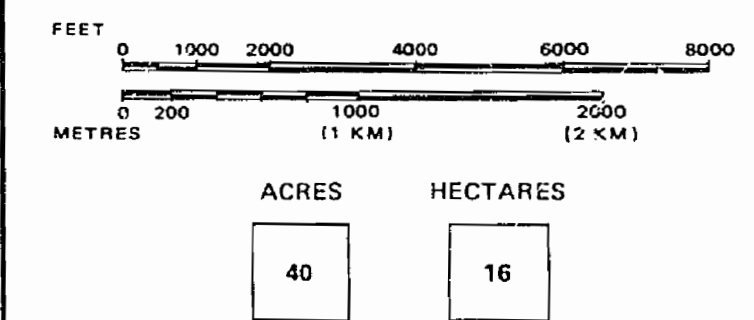 FEET
0 1000 2000 4000 6000 8000
0 200 1000 2000
METRES (1 KM) (2 KM)
ACRES HECTARES
40 16